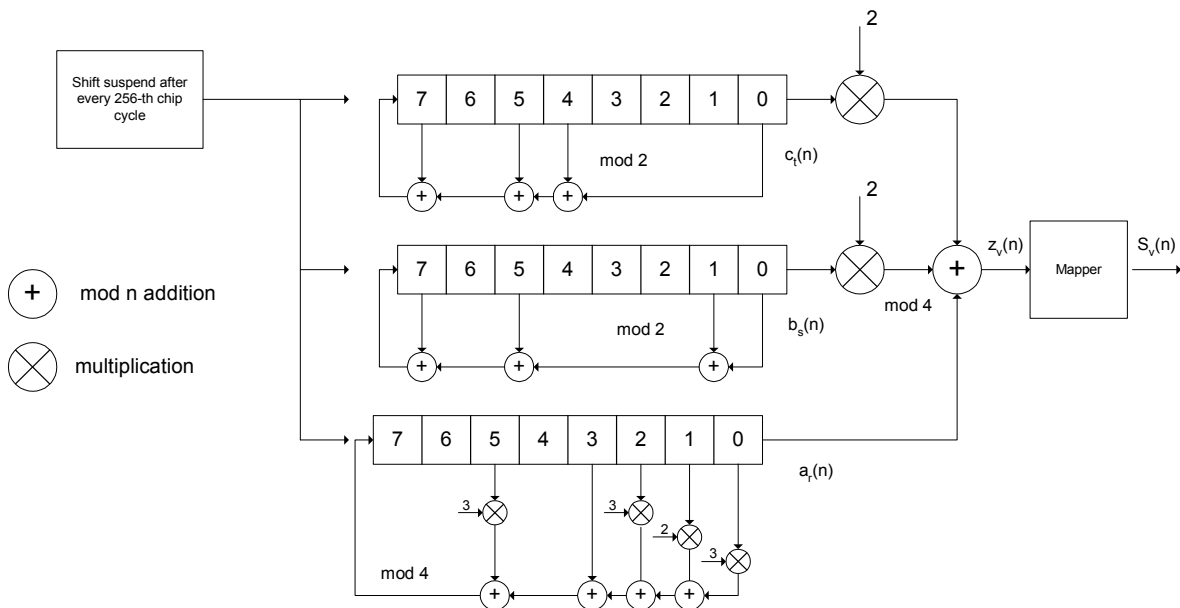 2
Shift suspend after
every 256-th chip
cycle
7 6 5 4 3 2 1 0
mod 2
c_t(n)
+ + +
2
7 6 5 4 3 2 1 0
mod 2
b_s(n)
+ + +
mod 4
+
z_v(n)
Mapper
S_v(n)
+ mod n addition
multiplication
7 6 5 4 3 2 1 0
a_r(n)
3
3
2
3
mod 4
+ + + +